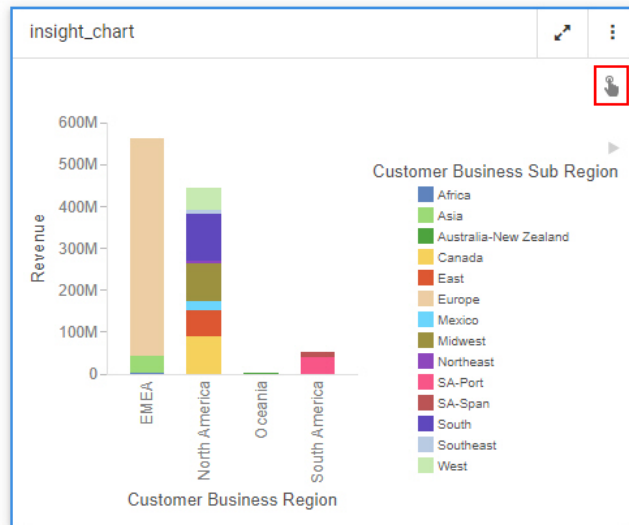 insight_chart
600M
500M
400M
300M
200M
100M
0
Revenue
EMEA
North America
Oceania
South America
Customer Business Region
Customer Business Sub Region
Africa
Asia
Australia-New Zealand
Canada
East
Europe
Mexico
Midwest
Northeast
SA-Port
SA-Span
South
Southeast
West